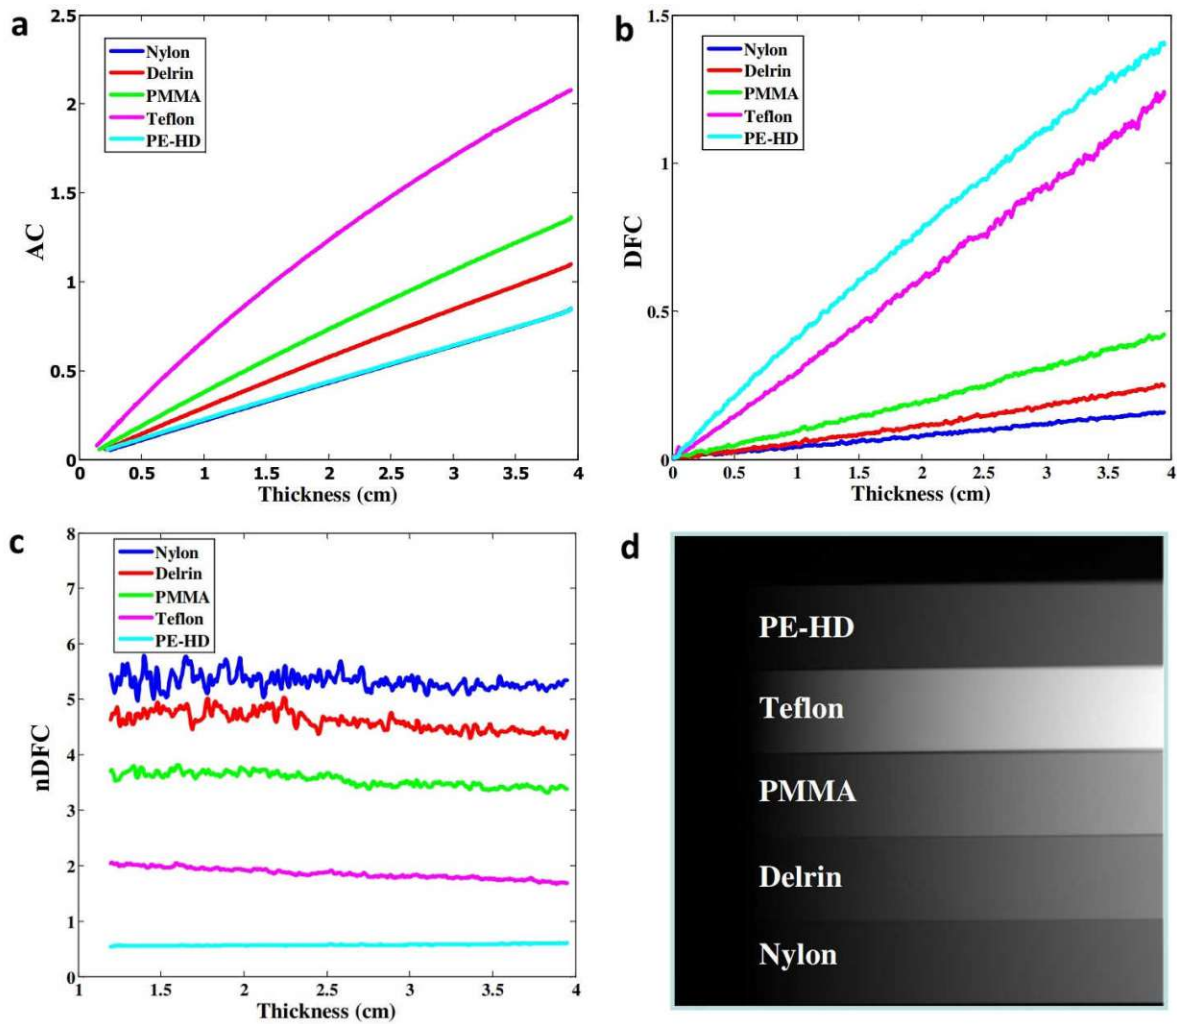 a
2.5
2
1.5
1
0.5
0
AC
Nylon
Delrin
PMMA
Teflon
PE-HD
0.5 1 1.5 2 2.5 3 3.5 4
Thickness (cm)
b
1.5
1
0.5
0
DFC
Nylon
Delrin
PMMA
Teflon
PE-HD
0 0.5 1 1.5 2 2.5 3 3.5 4
Thickness (cm)
c
8
7
6
5
4
3
2
1
0
nDFC
Nylon
Delrin
PMMA
Teflon
PE-HD
1 1.5 2 2.5 3 3.5 4
Thickness (cm)
d
PE-HD
Teflon
PMMA
Delrin
Nylon